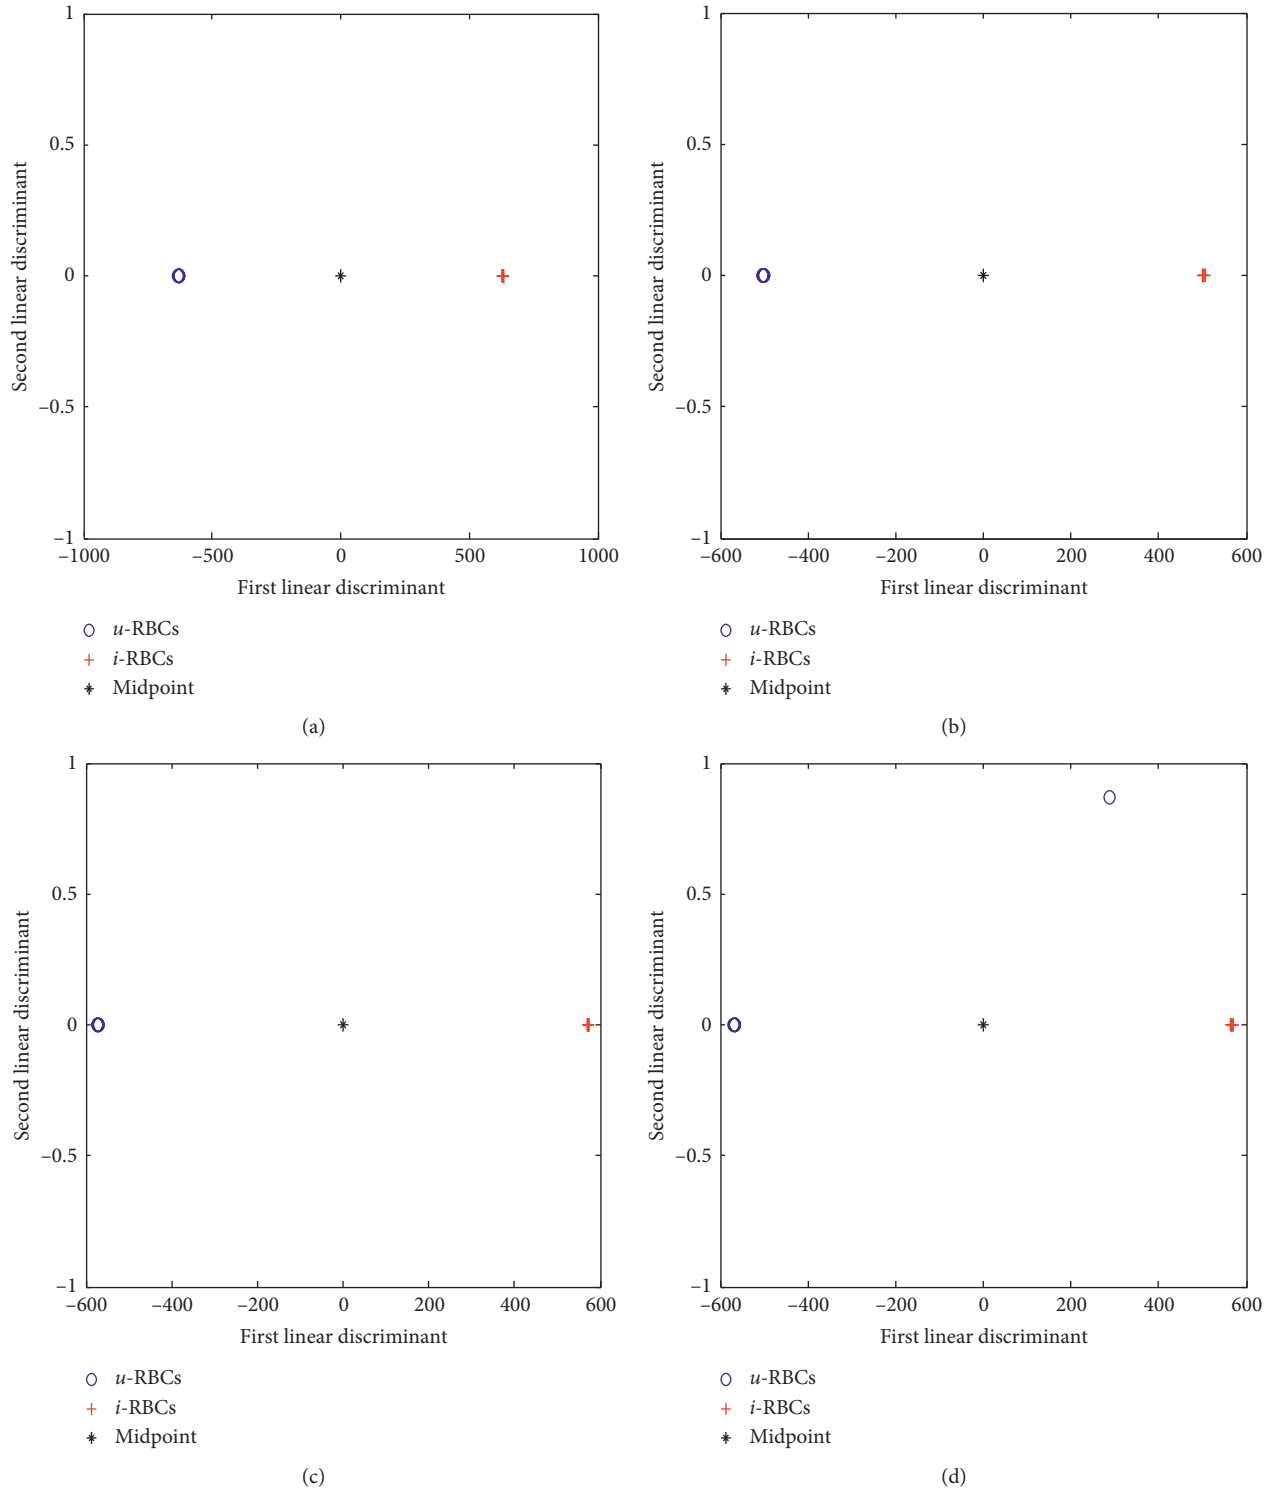 1
0.5
0
–0.5
–1
Second linear discriminant
–1000 –500 0 500 1000
First linear discriminant
u-RBCs
i-RBCs
Midpoint
(a)
1
0.5
0
–0.5
–1
Second linear discriminant
–600 –400 –200 0 200 400 600
First linear discriminant
u-RBCs
i-RBCs
Midpoint
(b)
1
0.5
0
–0.5
–1
Second linear discriminant
–600 –400 –200 0 200 400 600
First linear discriminant
u-RBCs
i-RBCs
Midpoint
(c)
1
0.5
0
–0.5
–1
Second linear discriminant
–600 –400 –200 0 200 400 600
First linear discriminant
u-RBCs
i-RBCs
Midpoint
(d)